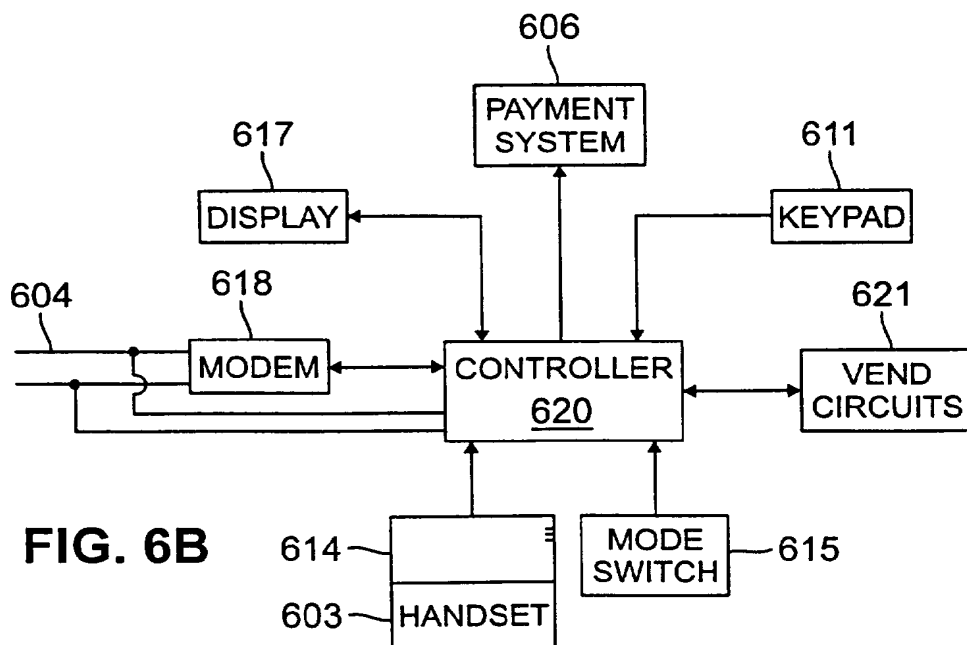 606
PAYMENT
SYSTEM
617
DISPLAY
611
KEYPAD
604
618
MODEM
CONTROLLER
620
621
VEND
CIRCUITS
FIG. 6B
614
603
HANDSET
MODE
SWITCH
615